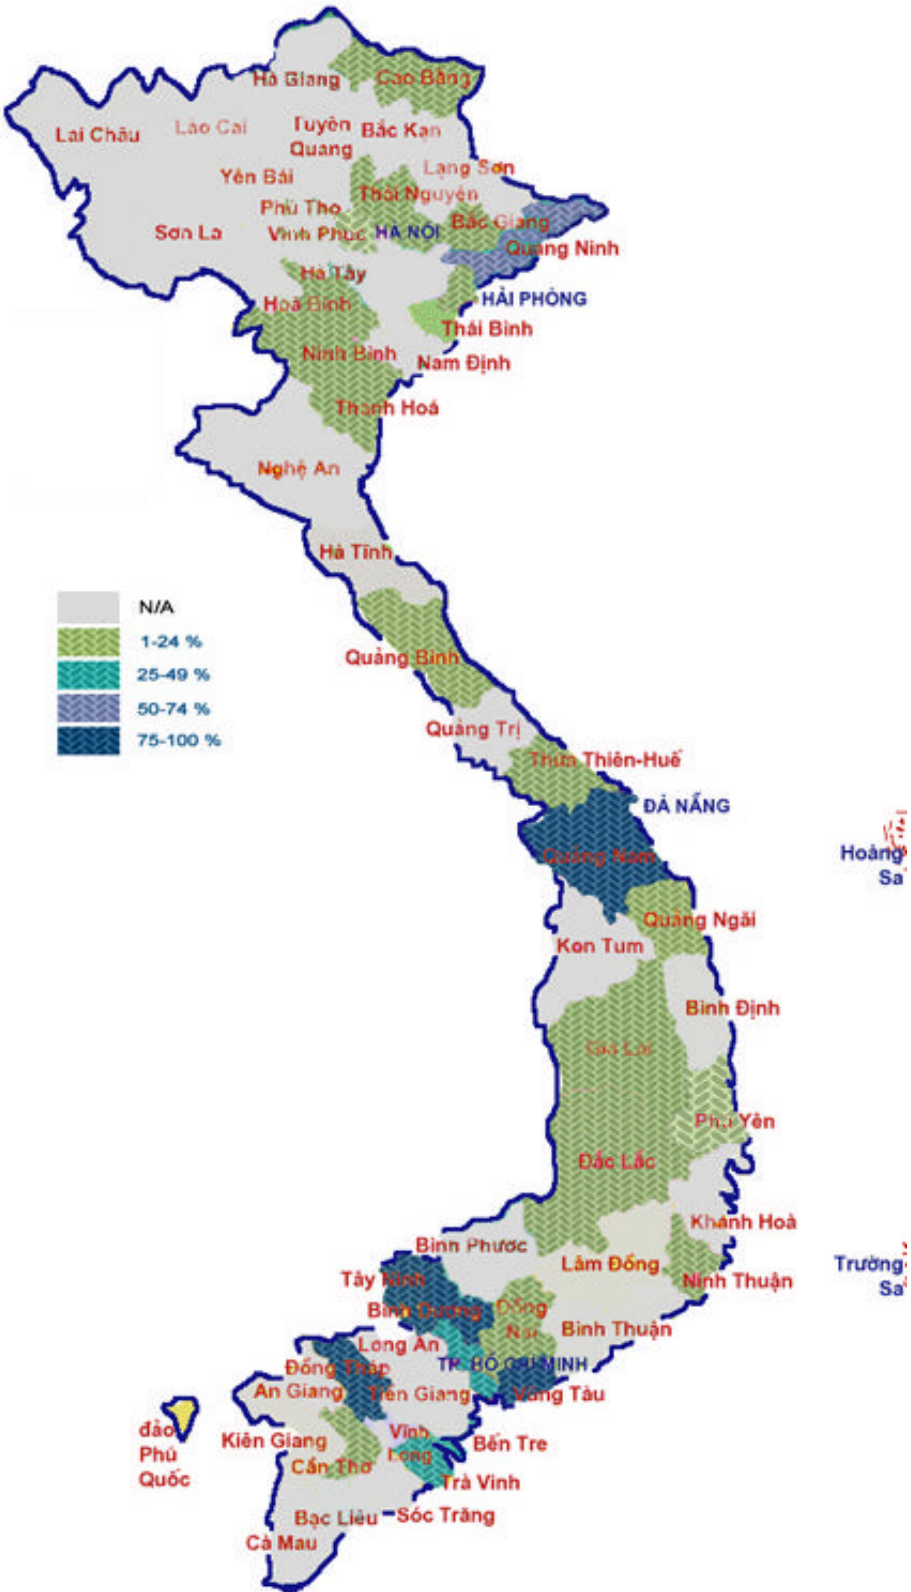 Hà Giang
Cao Bằng
Lai Châu
Lào Cai
Tuyên
Quang
Bắc Kạn
Lạng Sơn
Yên Bái
Thái Nguyên
Phú Thọ
Bắc Giang
Sơn La
Vĩnh Phúc
HÀ NỘI
Quảng Ninh
Hà Tây
Hoà Bình
HẢI PHÒNG
Thái Bình
Ninh Bình
Nam Định
Thanh Hoá
Nghệ An
Hà Tĩnh
N/A
1-24 %
25-49 %
50-74 %
75-100 %
Quảng Bình
Quảng Trị
Thừa Thiên-Huế
ĐÀ NẴNG
Quảng Nam
Hoàng
Sa
Quảng Ngãi
Kon Tum
Bình Định
Gia Lai
Phú Yên
Đắc Lắc
Khánh Hoà
Bình Phước
Lâm Đồng
Trường
Sa
Tây Ninh
Ninh Thuận
Bình Dương
Đồng
Nai
Bình Thuận
Long An
TP. HỒ CHÍ MINH
Đồng Tháp
An Giang
Tiền Giang
Vũng Tàu
đảo
Phú
Quốc
Kiên Giang
Vĩnh
Long
Bến Tre
Cần Thơ
Trà Vinh
Bạc Liêu
Sóc Trăng
Cà Mau